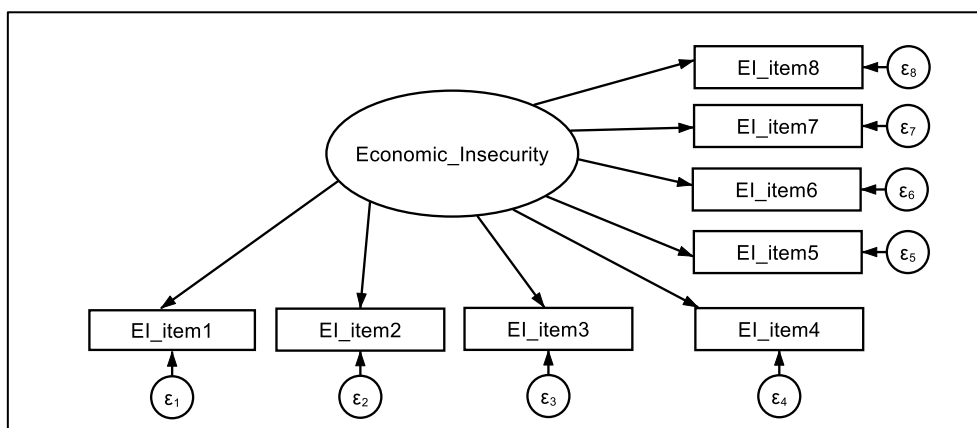 EI_item8
ε₈
EI_item7
ε₇
Economic_Insecurity
EI_item6
ε₆
EI_item5
ε₅
EI_item1
EI_item2
EI_item3
EI_item4
ε₁
ε₂
ε₃
ε₄